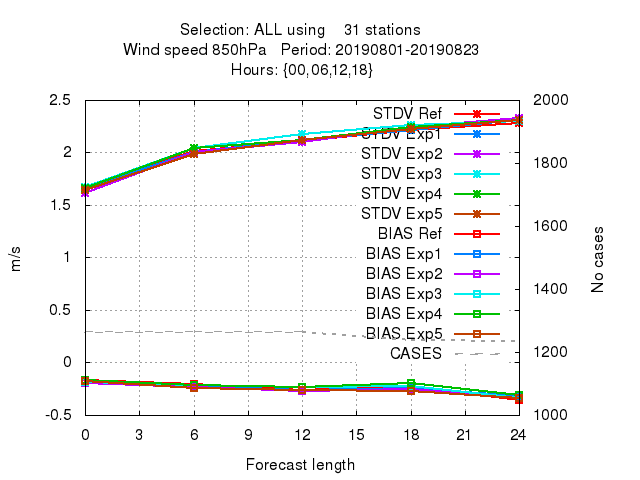 Selection: ALL using 31 stations
Wind speed 850hPa Period: 20190801-20190823
Hours: {00,06,12,18}
2.5
2
1.5
1
0.5
0
-0.5
m/s
2000
1800
1600
1400
1200
1000
No cases
STDV Ref
STDV Exp1
STDV Exp2
STDV Exp3
STDV Exp4
STDV Exp5
BIAS Ref
BIAS Exp1
BIAS Exp2
BIAS Exp3
BIAS Exp4
BIAS Exp5
CASES
0 3 6 9 12 15 18 21 24
Forecast length